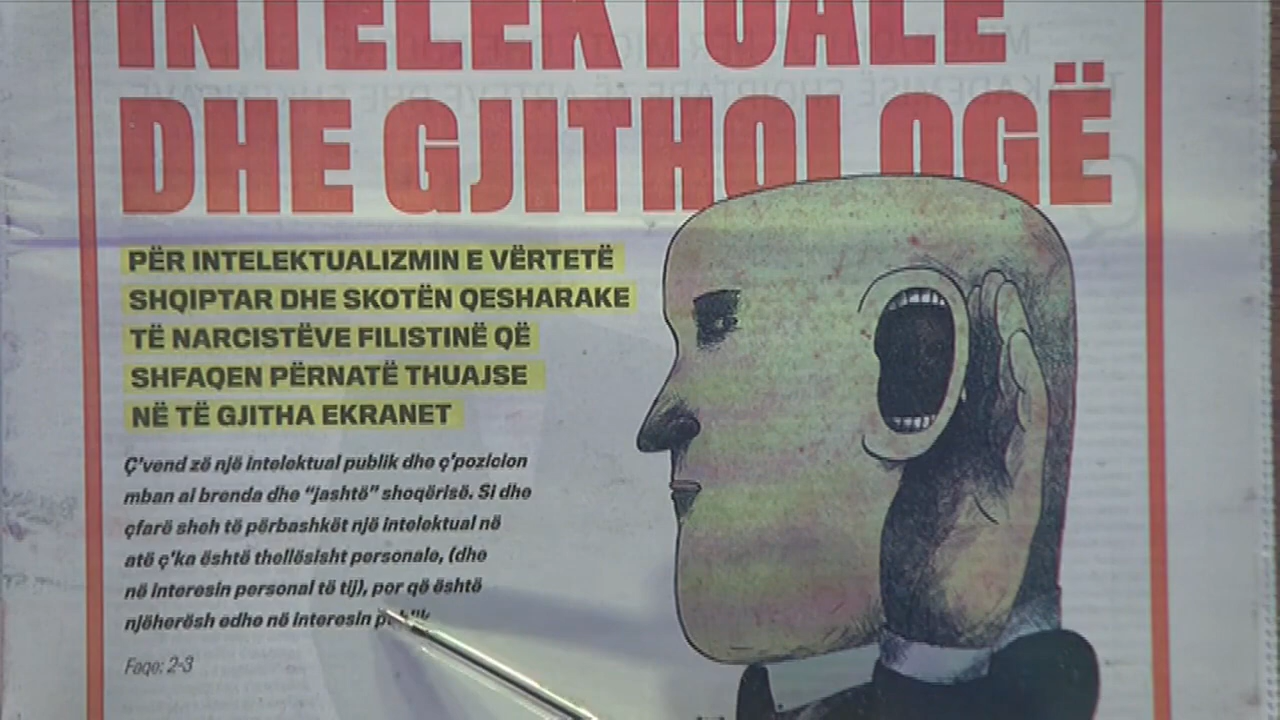 INTELEKTUALË
DHE GJITHOLOGË
PËR INTELEKTUALIZMIN E VËRTETË
SHQIPTAR DHE SKOTËN QESHARAKE
TË NARCISTËVE FILISTINË QË
SHFAQEN PËRNATË THUAJSE
NË TË GJITHA EKRANET
Ç'vend zë një intelektual publik dhe ç'pozicion
mban ai brenda dhe "jashtë" shoqërisë. Si dhe
çfarë sheh të përbashkët një intelektual në
atë ç'ka është thellësisht personale, (dhe
në interesin personal të tij), por që është
njëherësh edhe në interesin publik
Faqe: 2-3